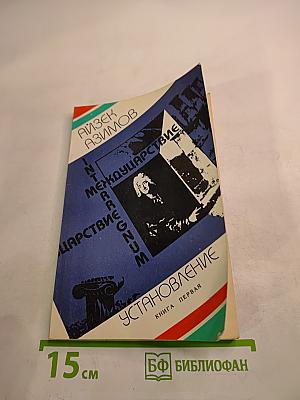 АЙЗЕК
АЗИМОВ
INTERREGNUM
МЕЖДУЦАРСТВИЕ
ЦАРСТВИЕ
УСТАНОВЛЕНИЕ
КНИГА ПЕРВАЯ
15 см
БФ БИБЛИОФАН